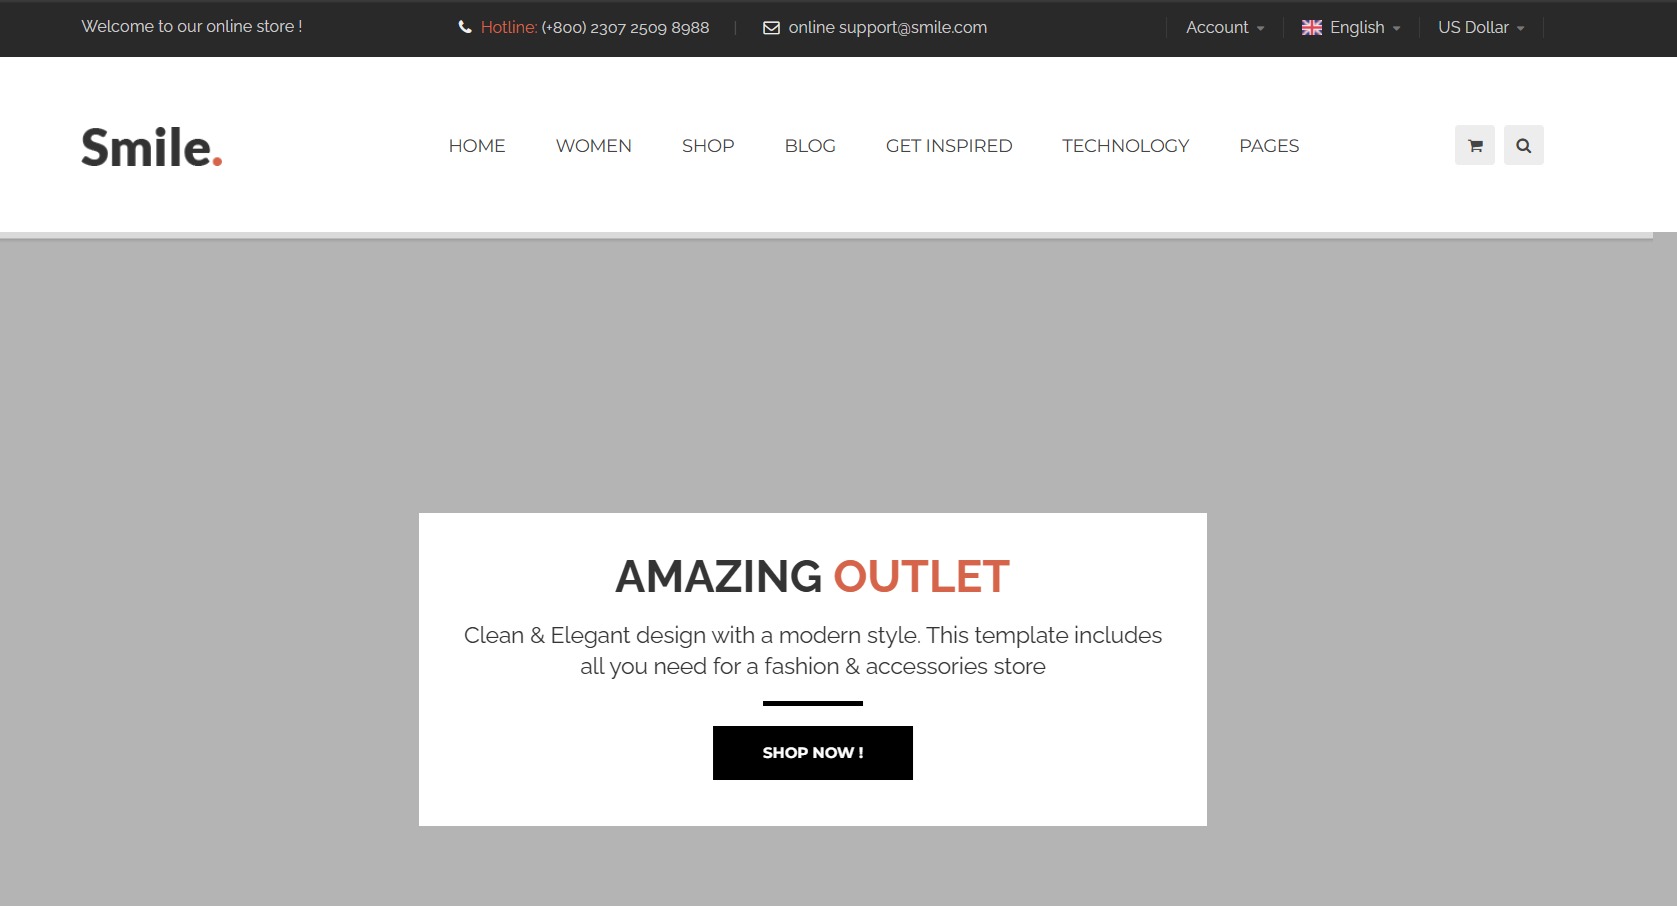 Welcome to our online store !
Hotline: (+800) 2307 2509 8988
online support@smile.com
Account
English
US Dollar
Smile.
HOME
WOMEN
SHOP
BLOG
GET INSPIRED
TECHNOLOGY
PAGES
AMAZING OUTLET
Clean & Elegant design with a modern style. This template includes
all you need for a fashion & accessories store
SHOP NOW !